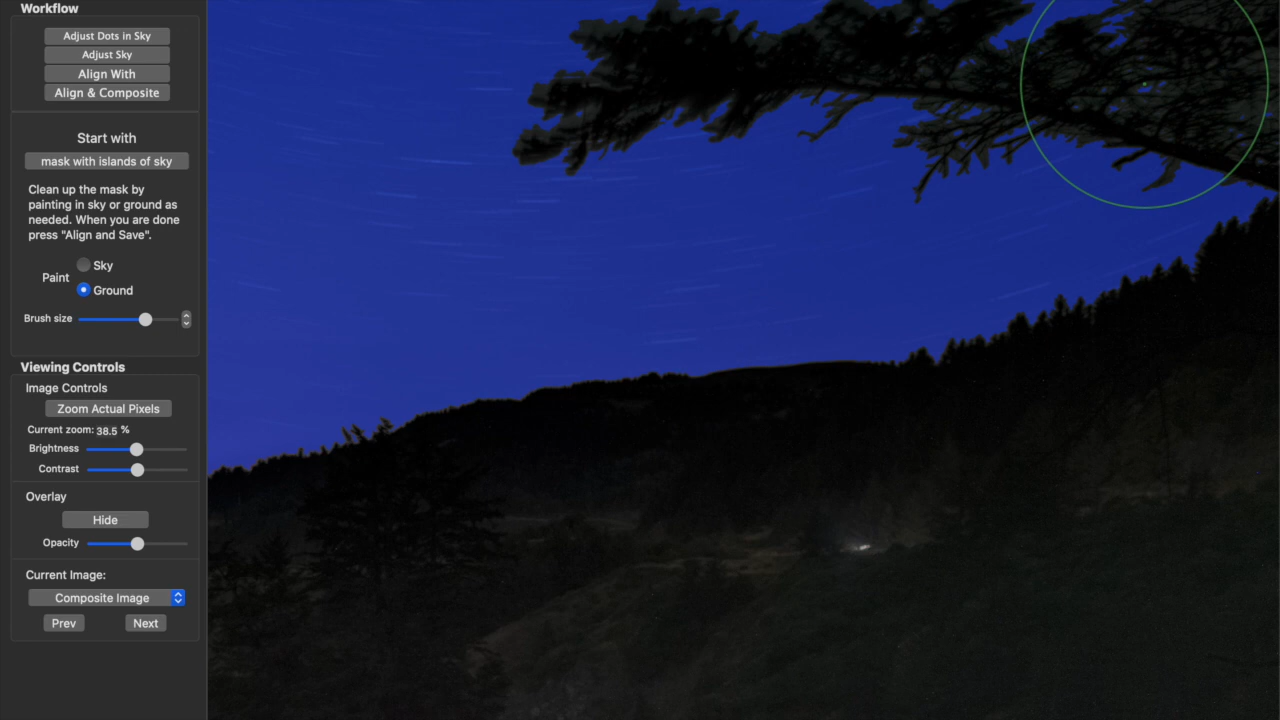 Workflow
Adjust Dots in Sky
Adjust Sky
Align With
Align & Composite
Start with
mask with islands of sky
Clean up the mask by
painting in sky or ground as
needed. When you are done
press "Align and Save".
Paint
Sky
Ground
Brush size
Viewing Controls
Image Controls
Zoom Actual Pixels
Current zoom: 38.5 %
Brightness
Contrast
Overlay
Hide
Opacity
Current Image:
Composite Image
Prev Next